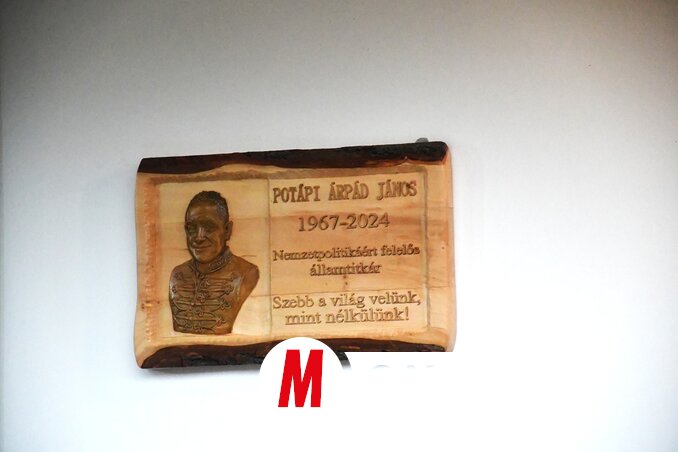 POTÁPI ÁRPÁD JÁNOS
1967-2024
Nemzetpolitikáért felelős
államtitkár
Szebb a világ velünk,
mint nélkülünk!
M